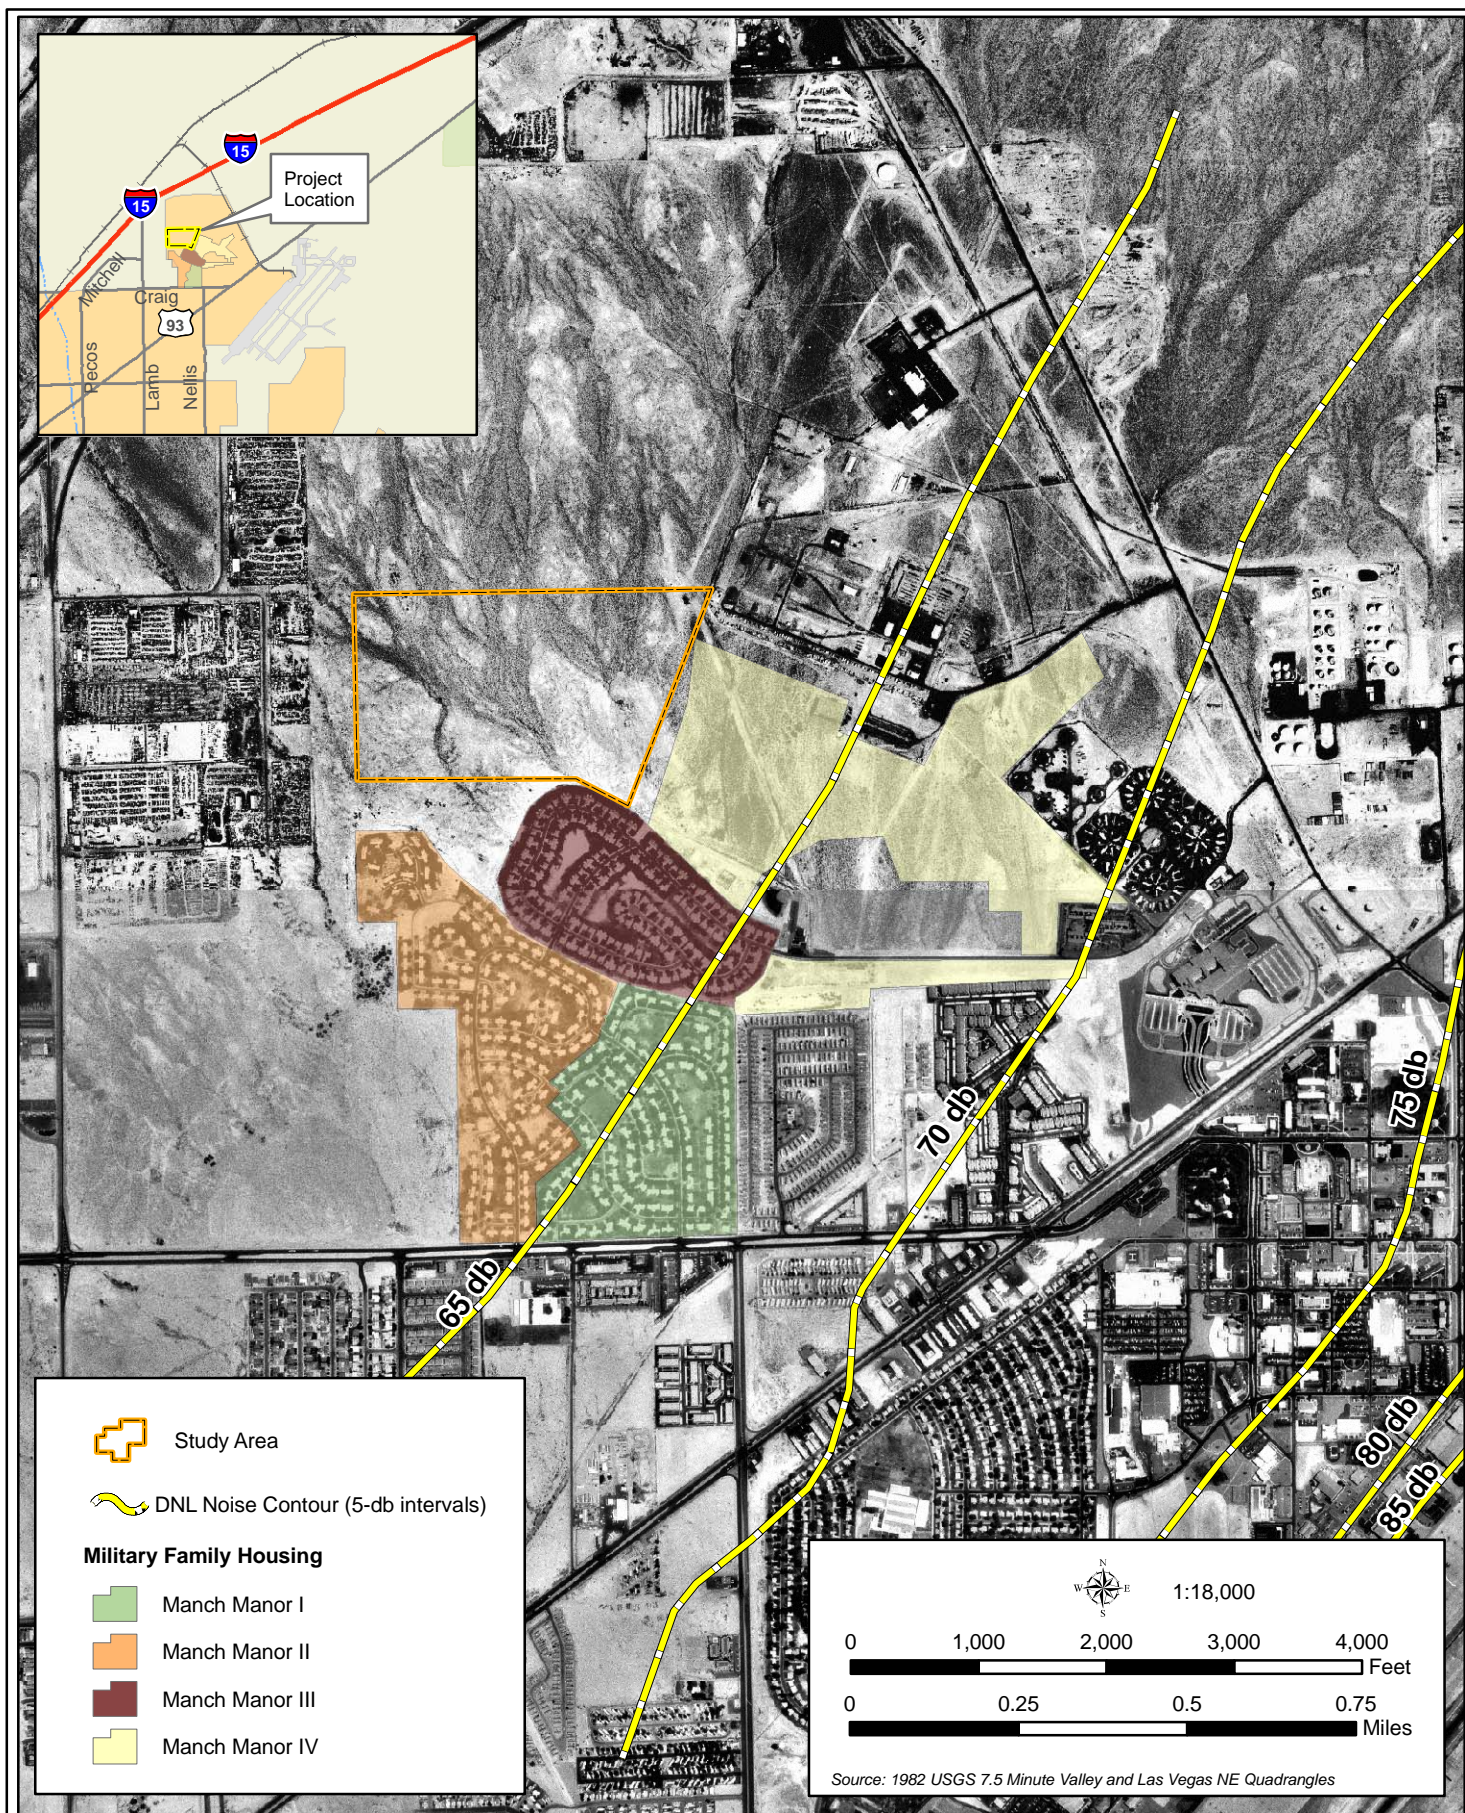 15
15
Project
Location
Mitchell
Craig
93
Pecos
Lamb
Nellis
65 db
70 db
75 db
80 db
85 db
Study Area
DNL Noise Contour (5-db intervals)
Military Family Housing
Manch Manor I
Manch Manor II
Manch Manor III
Manch Manor IV
N
W E
S
1:18,000
0 1,000 2,000 3,000 4,000
Feet
0 0.25 0.5 0.75
Miles
Source: 1982 USGS 7.5 Minute Valley and Las Vegas NE Quadrangles